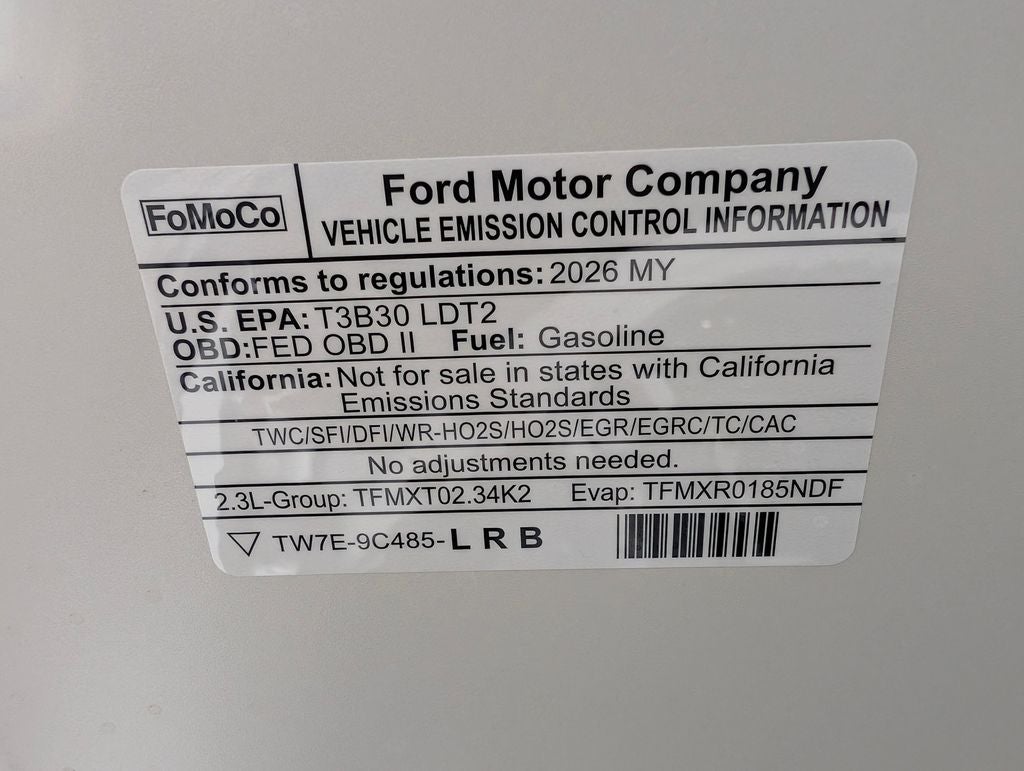 FoMoCo
Ford Motor Company
VEHICLE EMISSION CONTROL INFORMATION
Conforms to regulations: 2026 MY
U.S. EPA: T3B30 LDT2
OBD:FED OBD II Fuel: Gasoline
California: Not for sale in states with California
Emissions Standards
TWC/SFI/DFI/WR-HO2S/HO2S/EGR/EGRC/TC/CAC
No adjustments needed.
2.3L-Group: TFMXT02.34K2 Evap: TFMXR0185NDF
TW7E-9C485-L R B